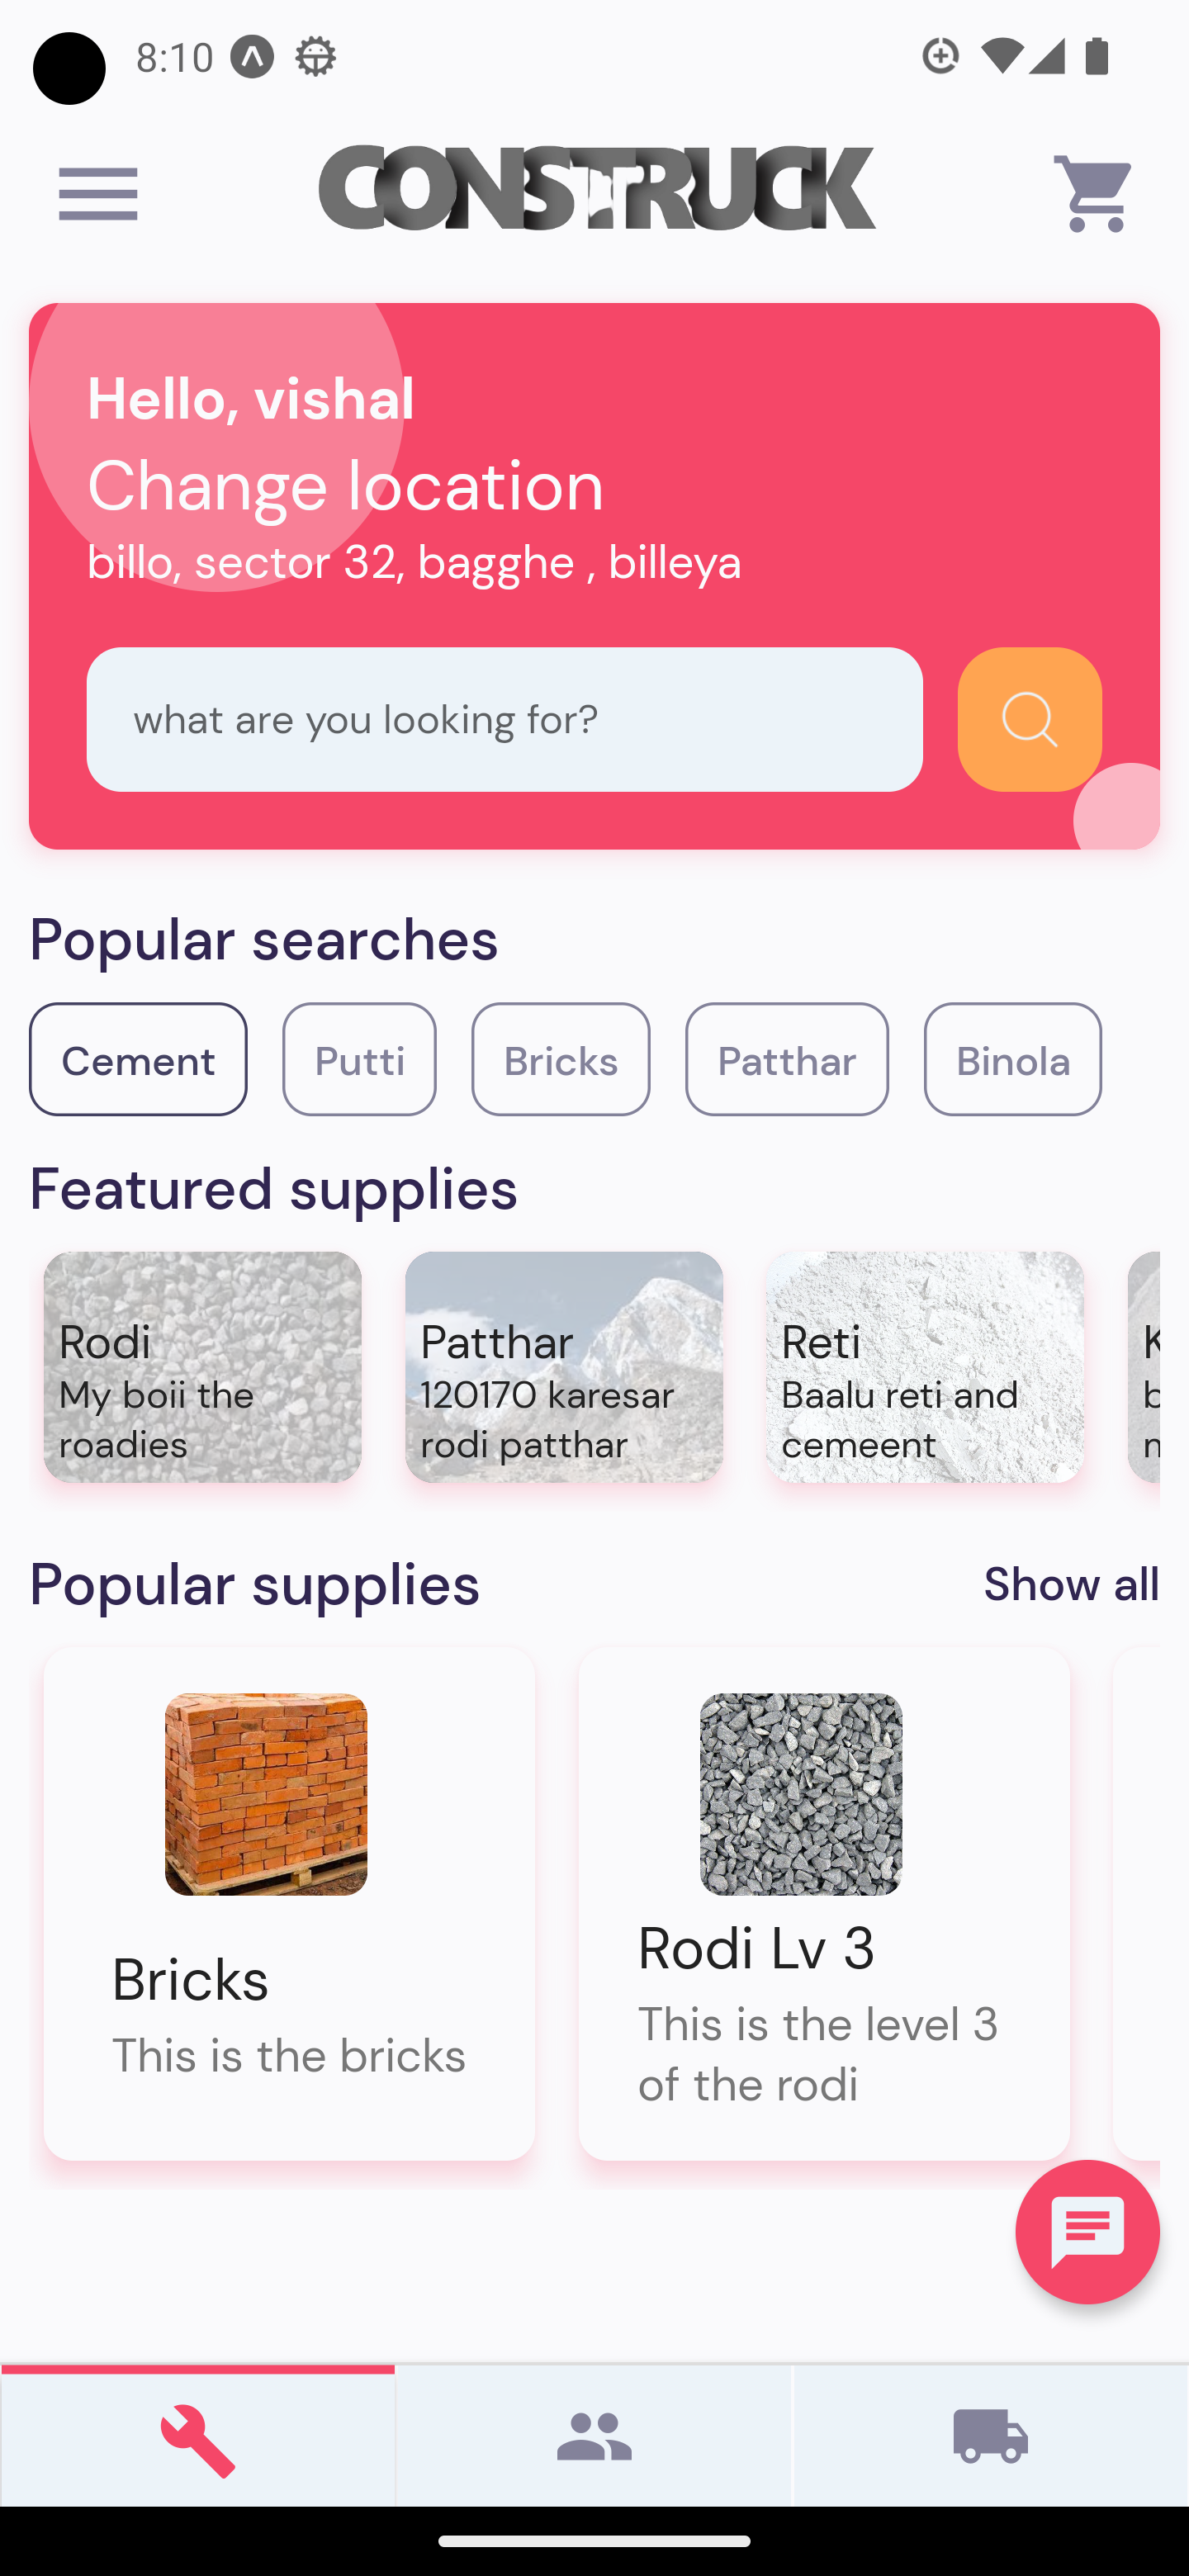 8:10
CONSTRUCK
Hello, vishal
Change location
billo, sector 32, bagghe , billeya
what are you looking for?
Popular searches
Cement
Putti
Bricks
Patthar
Binola
Featured supplies
Rodi
My boii the
roadies
Patthar
120170 karesar
rodi patthar
Reti
Baalu reti and
cemeent
Popular supplies
Show all
Bricks
This is the bricks
Rodi Lv 3
This is the level 3
of the rodi